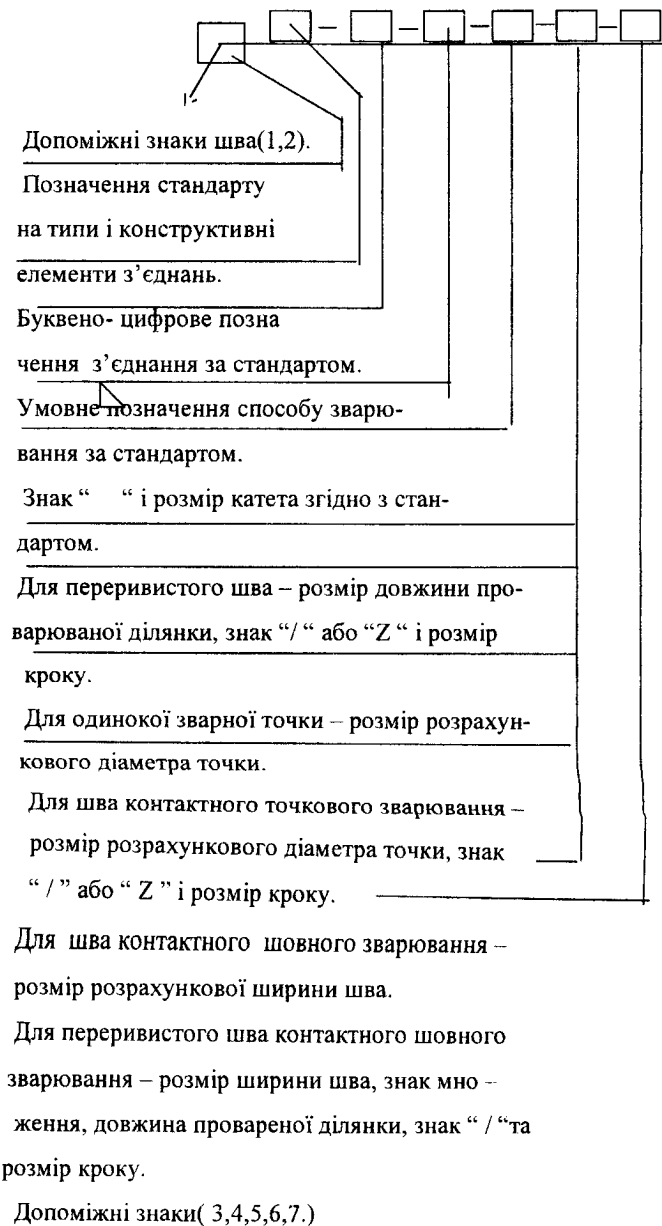 Допоміжні знаки шва(1,2).
Позначення стандарту
на типи і конструктивні
елементи з’єднань.
Буквено- цифрове позна
чення з’єднання за стандартом.
Умовне позначення способу зварю-
вання за стандартом.
Знак “ “ і розмір катета згідно з стан-
дартом.
Для переривистого шва – розмір довжини про-
варюваної ділянки, знак “/ “ або “Z “ і розмір
кроку.
Для одинокої зварної точки – розмір розрахун-
кового діаметра точки.
Для шва контактного точкового зварювання –
розмір розрахункового діаметра точки, знак
“ / ” або “ Z ” і розмір кроку.
Для шва контактного шовного зварювання –
розмір розрахункової ширини шва.
Для переривистого шва контактного шовного
зварювання – розмір ширини шва, знак мно –
ження, довжина провареної ділянки, знак “ / “та
розмір кроку.
Допоміжні знаки( 3,4,5,6,7.)